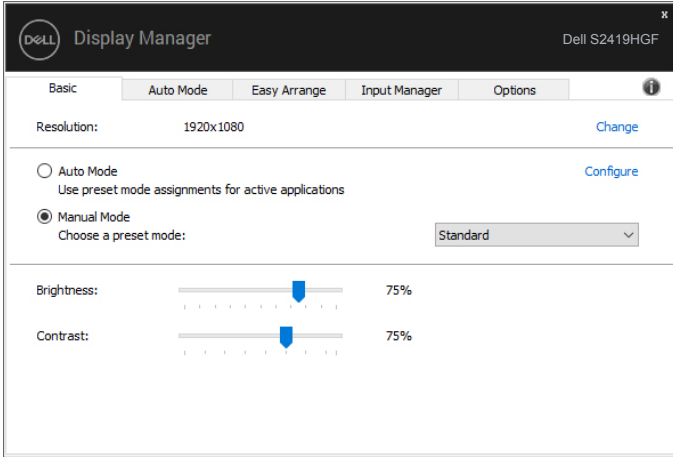 x
DELL Display Manager
Dell S2419HGF
Basic Auto Mode Easy Arrange Input Manager Options i
Resolution: 1920x1080 Change
Auto Mode Configure
Use preset mode assignments for active applications
Manual Mode
Choose a preset mode: Standard
Brightness: 75%
Contrast: 75%